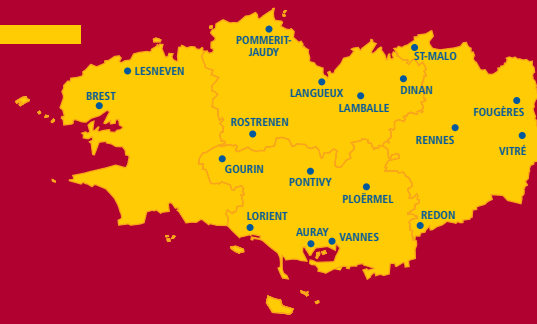 POMMERIT-
JAUDY
ST-MALO
LESNEVEN
BREST
LANGUEUX
DINAN
LAMBALLE
FOUGÈRES
ROSTRENEN
RENNES
VITRÉ
GOURIN
PONTIVY
PLOËRMEL
LORIENT
REDON
AURAY
VANNES